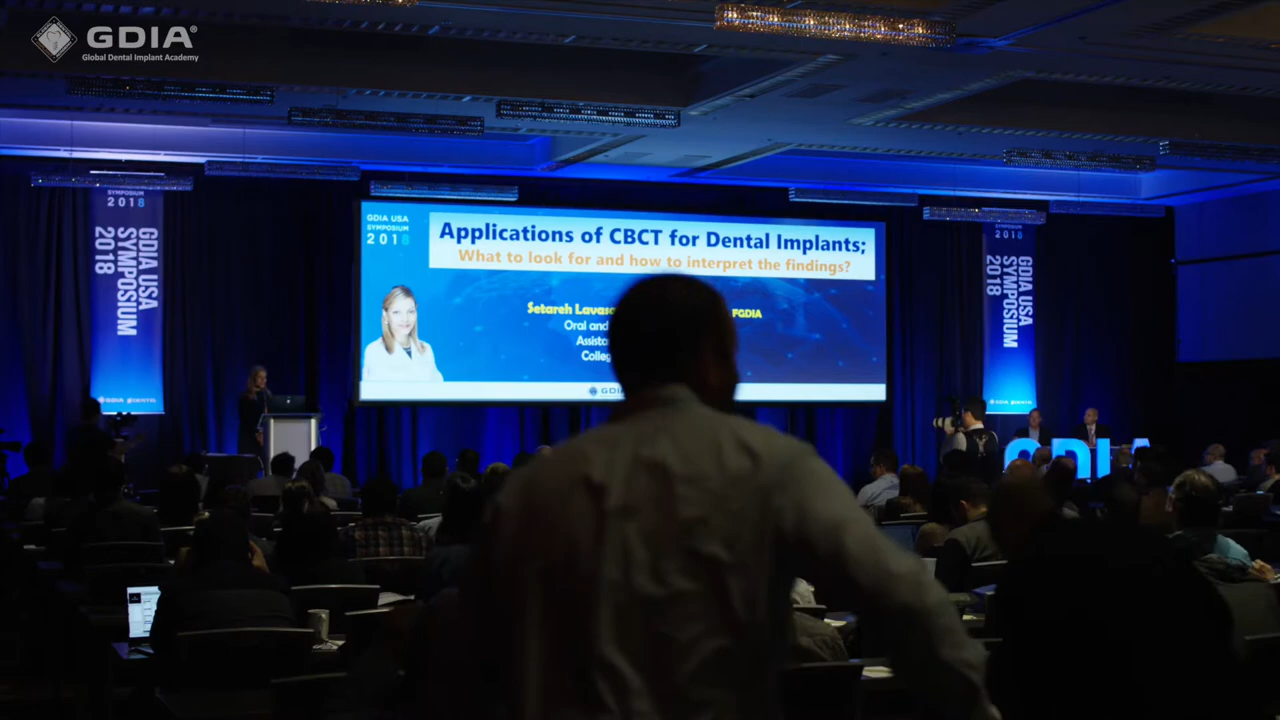 GDIA®
Global Dental Implant Academy
SYMPOSIUM
2018
GDIA USA
SYMPOSIUM
2018
GDIA USA
SYMPOSIUM
2018
Applications of CBCT for Dental Implants;
What to look for and how to interpret the findings?
Setareh FGDIA
Oral and
GDIA
SYMPOSIUM
2018
GDIA USA
SYMPOSIUM
2018
GDIA